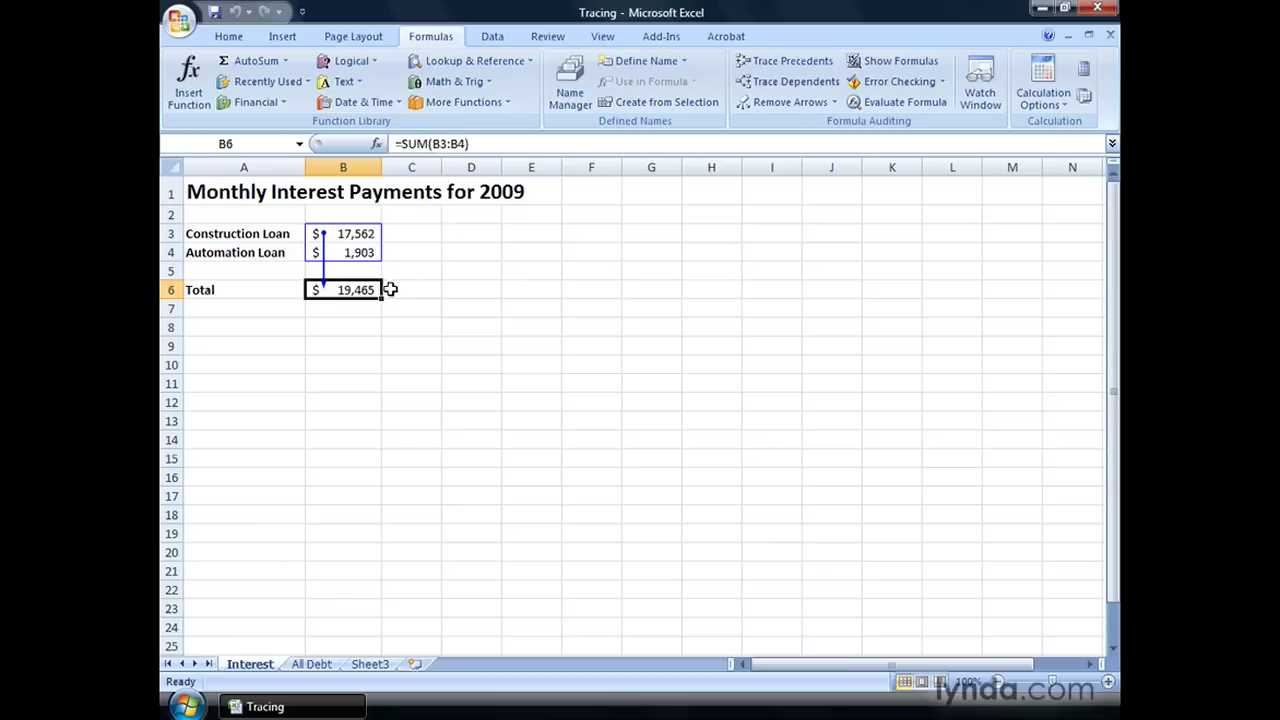 Tracing - Microsoft Excel
Home Insert Page Layout Formulas Data Review View Add-Ins Acrobat
fx Insert Function
Σ AutoSum
Recently Used
Financial
Logical
Text
Date & Time
Lookup & Reference
Math & Trig
More Functions
Function Library
Name Manager
Define Name
Use in Formula
Create from Selection
Defined Names
Trace Precedents
Trace Dependents
Remove Arrows
Show Formulas
Error Checking
Evaluate Formula
Watch Window
Formula Auditing
Calculation Options
Calculation
B6 fx =SUM(B3:B4)
A B C D E F G H I J K L M N
1 Monthly Interest Payments for 2009
2
3 Construction Loan $ 17,562
4 Automation Loan $ 1,903
5
6 Total $ 19,465
7
8
9
10
11
12
13
14
15
16
17
18
19
20
21
22
23
24
25
Interest All Debt Sheet3
Ready 100%
lynda.com
Tracing